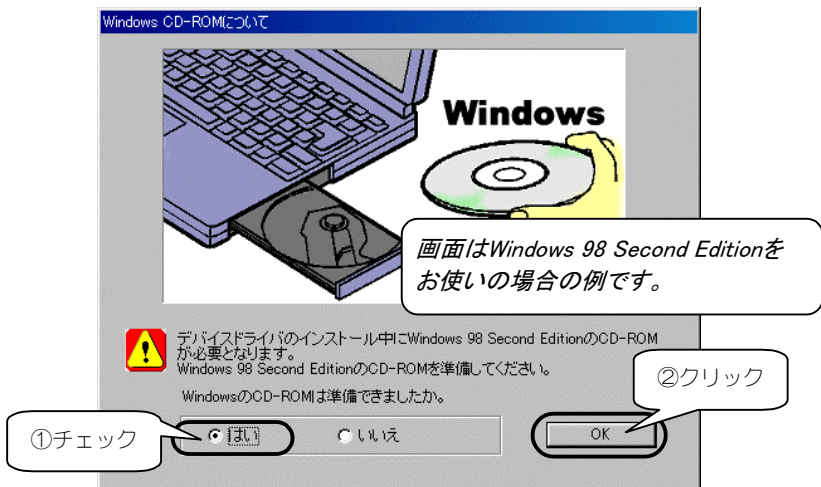 Windows CD-ROMについて
Windows
画面はWindows 98 Second Editionを
お使いの場合の例です。
デバイスドライバのインストール中にWindows 98 Second EditionのCD-ROM
が必要となります。
Windows 98 Second EditionのCD-ROMを準備してください。
WindowsのCD-ROMは準備できましたか。
②クリック
①チェック
はい
いいえ
OK